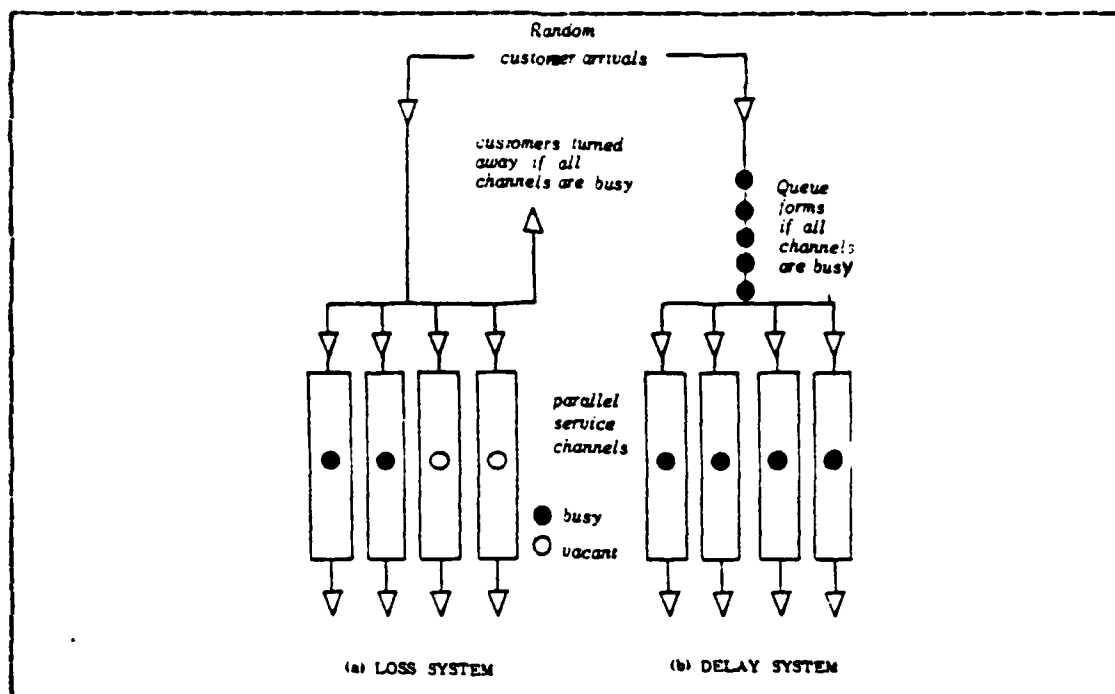 Random
customer arrivals
customers turned
away if all
channels are busy
Queue
forms
if all
channels
are busy
parallel
service
channels
busy
vacant
(a) LOSS SYSTEM
(b) DELAY SYSTEM